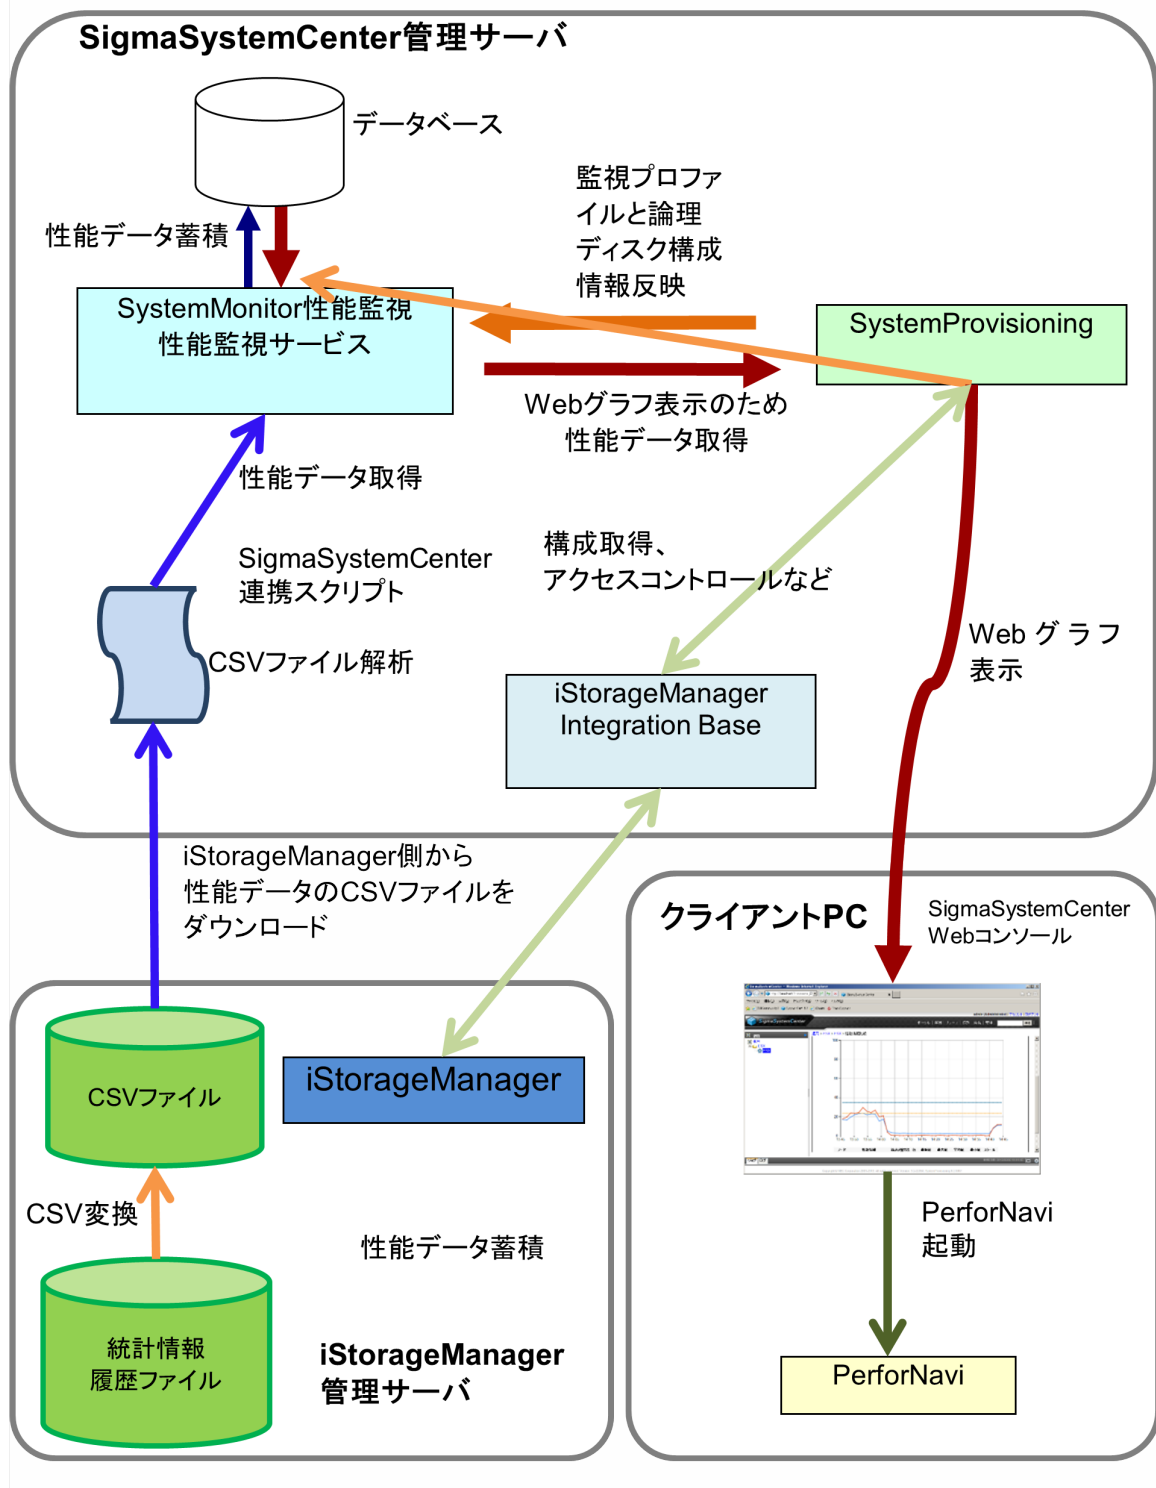 SigmaSystemCenter管理サーバ
データベース
監視プロファ
イルと論理
ディスク構成
情報反映
性能データ蓄積
SystemMonitor性能監視
性能監視サービス
SystemProvisioning
Webグラフ表示のため
性能データ取得
性能データ取得
構成取得、
アクセスコントロールなど
SigmaSystemCenter
連携スクリプト
CSVファイル解析
Web グ ラ フ
表示
iStorageManager
Integration Base
iStorageManager側から
性能データのCSVファイルを
ダウンロード
クライアントPC
SigmaSystemCenter
Webコンソール
SigmaSystemCenter
CSVファイル
iStorageManager
CSV変換
性能データ蓄積
PerforNavi
起動
統計情報
履歴ファイル
iStorageManager
管理サーバ
PerforNavi